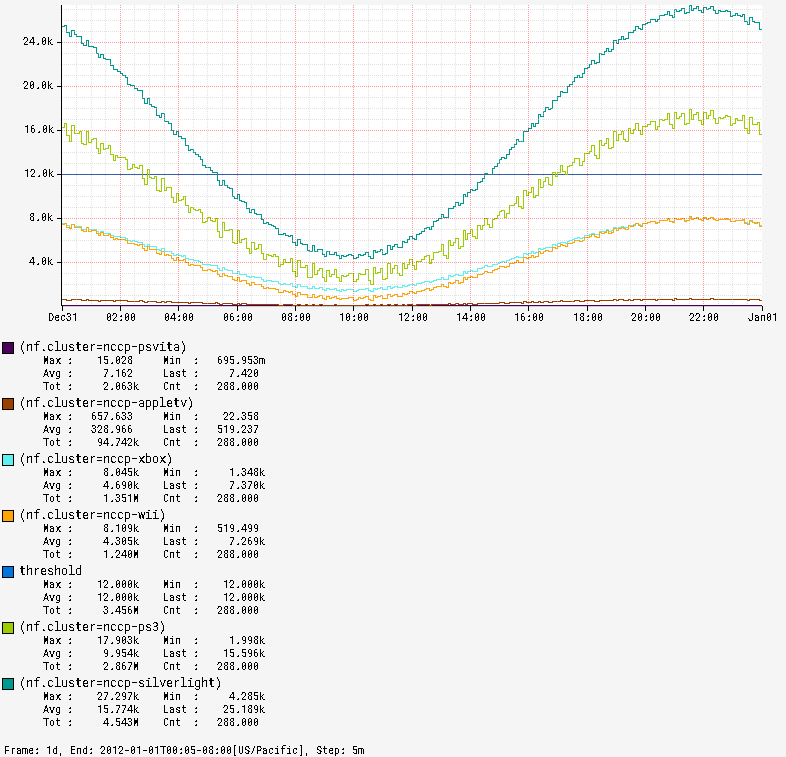 24.0k
20.0k
16.0k
12.0k
8.0k
4.0k
Dec31 02:00 04:00 06:00 08:00 10:00 12:00 14:00 16:00 18:00 20:00 22:00 Jan01
(nf.cluster=nccp-psvita)
Max : 15.028 Min : 695.953m
Avg : 7.162 Last : 7.420
Tot : 2.063k Cnt : 288.000
(nf.cluster=nccp-appletv)
Max : 657.633 Min : 22.358
Avg : 328.966 Last : 519.237
Tot : 94.742k Cnt : 288.000
(nf.cluster=nccp-xbox)
Max : 8.045k Min : 1.348k
Avg : 4.690k Last : 7.370k
Tot : 1.351M Cnt : 288.000
(nf.cluster=nccp-wii)
Max : 8.109k Min : 519.499
Avg : 4.305k Last : 7.269k
Tot : 1.240M Cnt : 288.000
threshold
Max : 12.000k Min : 12.000k
Avg : 12.000k Last : 12.000k
Tot : 3.456M Cnt : 288.000
(nf.cluster=nccp-ps3)
Max : 17.903k Min : 1.998k
Avg : 9.954k Last : 15.596k
Tot : 2.867M Cnt : 288.000
(nf.cluster=nccp-silverlight)
Max : 27.297k Min : 4.285k
Avg : 15.774k Last : 25.189k
Tot : 4.543M Cnt : 288.000
Frame: 1d, End: 2012-01-01T00:05-08:00[US/Pacific], Step: 5m